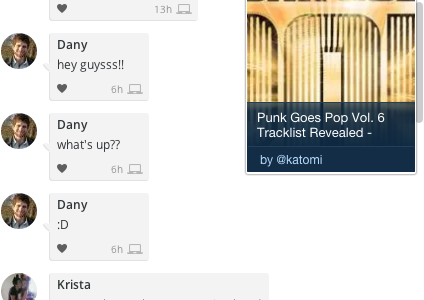 13h
Dany
hey guysss!!
6h
Dany
what's up??
6h
Dany
:D
6h
Krista
Punk Goes Pop Vol. 6
Tracklist Revealed -
by @katomi